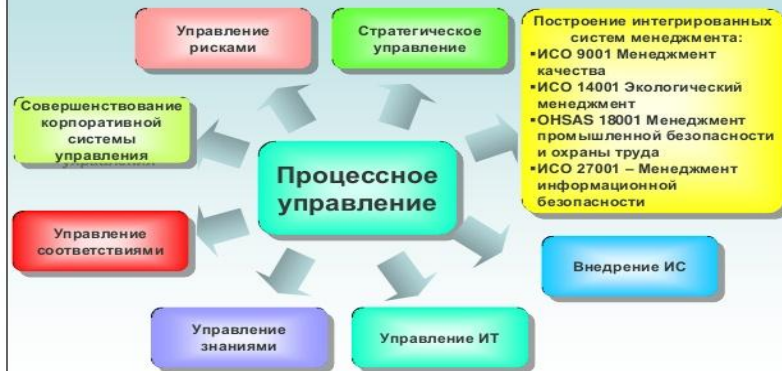 Управление
рисками
Стратегическое
управление
Построение интегрированных
систем менеджмента:
▪ИСО 9001 Менеджмент
качества
▪ИСО 14001 Экологический
менеджмент
▪OHSAS 18001 Менеджмент
промышленной безопасности
и охраны труда
▪ИСО 27001 – Менеджмент
информационной
безопасности
Совершенствование
корпоративной
системы
управления
Процессное
управление
Управление
соответствиями
Внедрение ИС
Управление
знаниями
Управление ИТ